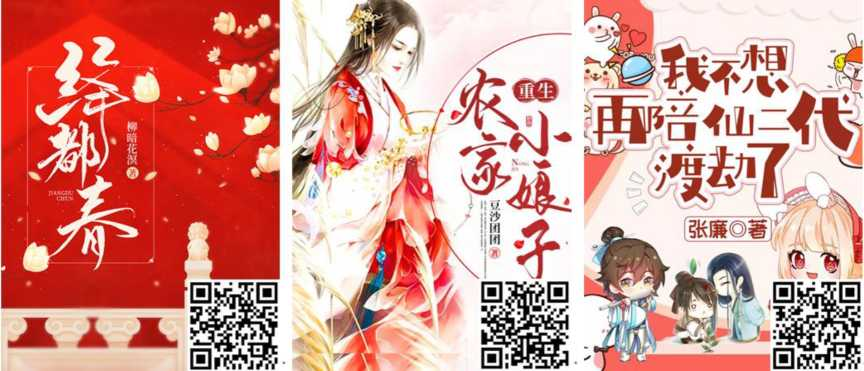 绛都春
柳暗花溟 著
JIANGDU
CHUN
重生
农家
小娘子
豆沙团团 著
我不想
再陪仙二代
渡劫了
张廉◎著